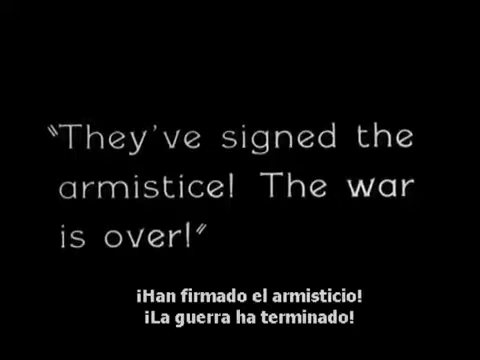 “They’ve signed the
armistice! The war
is over!”
¡Han firmado el armisticio!
¡La guerra ha terminado!